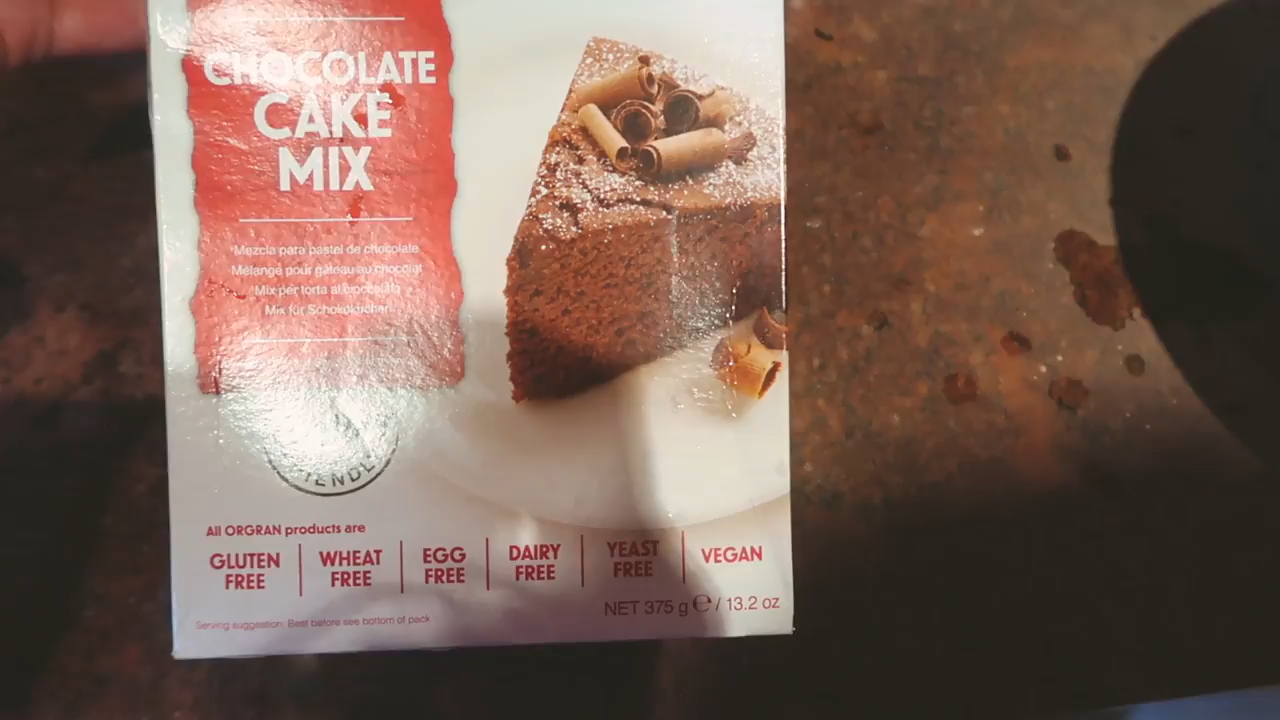 CHOCOLATE
CAKE
MIX
Mezcla para pastel de chocolate
Mélange pour gâteau au chocolat
Mix per torta al cioccolato
Mix für Schokokuchen
All ORGRAN products are
GLUTEN FREE | WHEAT FREE | EGG FREE | DAIRY FREE | YEAST FREE | VEGAN
NET 375 g ℮ / 13.2 oz
Serving suggestion. Best before see bottom of pack